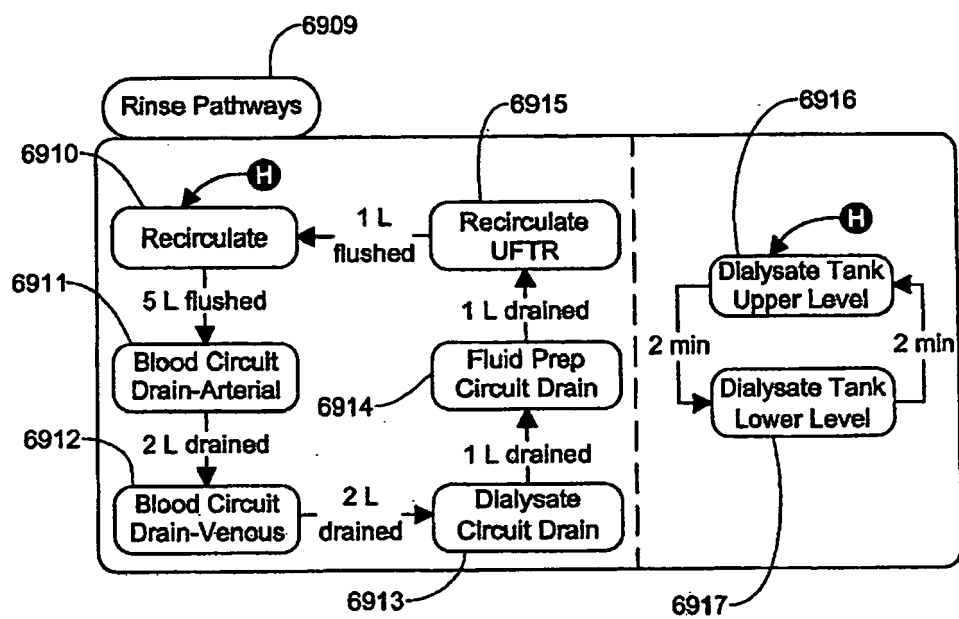 6909
Rinse Pathways
6915
6916
6910
H
Recirculate
1 L
flushed
Recirculate
UFTR
H
Dialysate Tank
Upper Level
6911
5 L flushed
1 L drained
2 min
2 min
Blood Circuit
Drain-Arterial
Fluid Prep
Circuit Drain
6914
Dialysate Tank
Lower Level
6912
2 L drained
1 L drained
Blood Circuit
Drain-Venous
2 L
drained
Dialysate
Circuit Drain
6913
6917